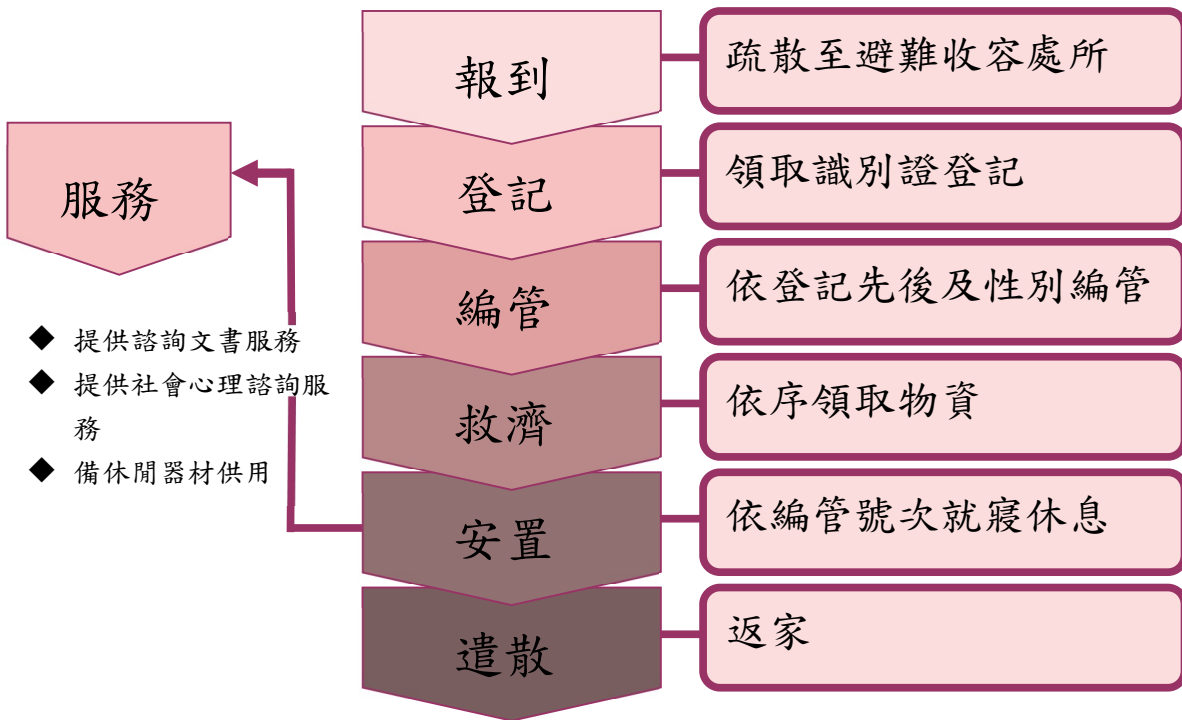 報到
疏散至避難收容處所
登記
領取識別證登記
服務
編管
依登記先後及性別編管
◆ 提供諮詢文書服務
◆ 提供社會心理諮詢服
務
◆ 備休閒器材供用
救濟
依序領取物資
安置
依編管號次就寢休息
遣散
返家